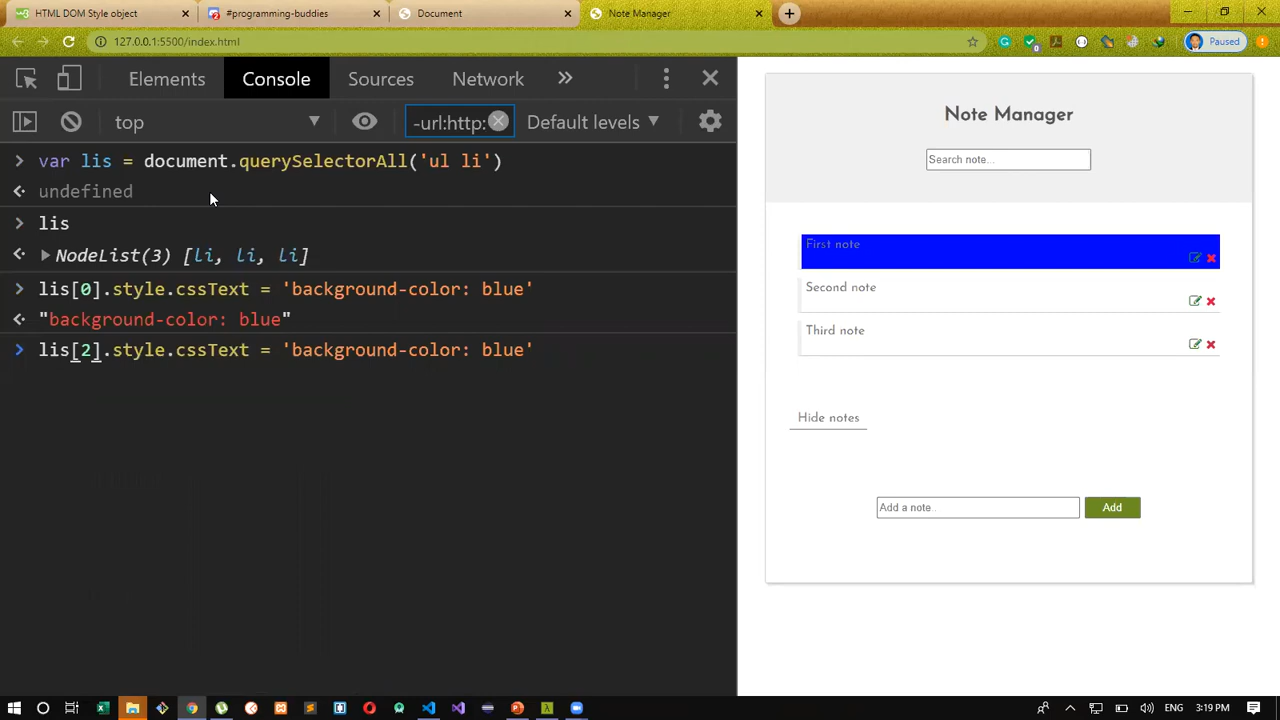 HTML DOM Style object
#programming-buddies
Document
Note Manager
127.0.0.1:5500/index.html
Paused
Elements
Console
Sources
Network
top
-url:http:
Default levels
var lis = document.querySelectorAll('ul li')
undefined
lis
NodeList(3) [li, li, li]
lis[0].style.cssText = 'background-color: blue'
"background-color: blue"
lis[2].style.cssText = 'background-color: blue'
Note Manager
Search note...
First note
Second note
Third note
Hide notes
Add a note..
Add
ENG
3:19 PM